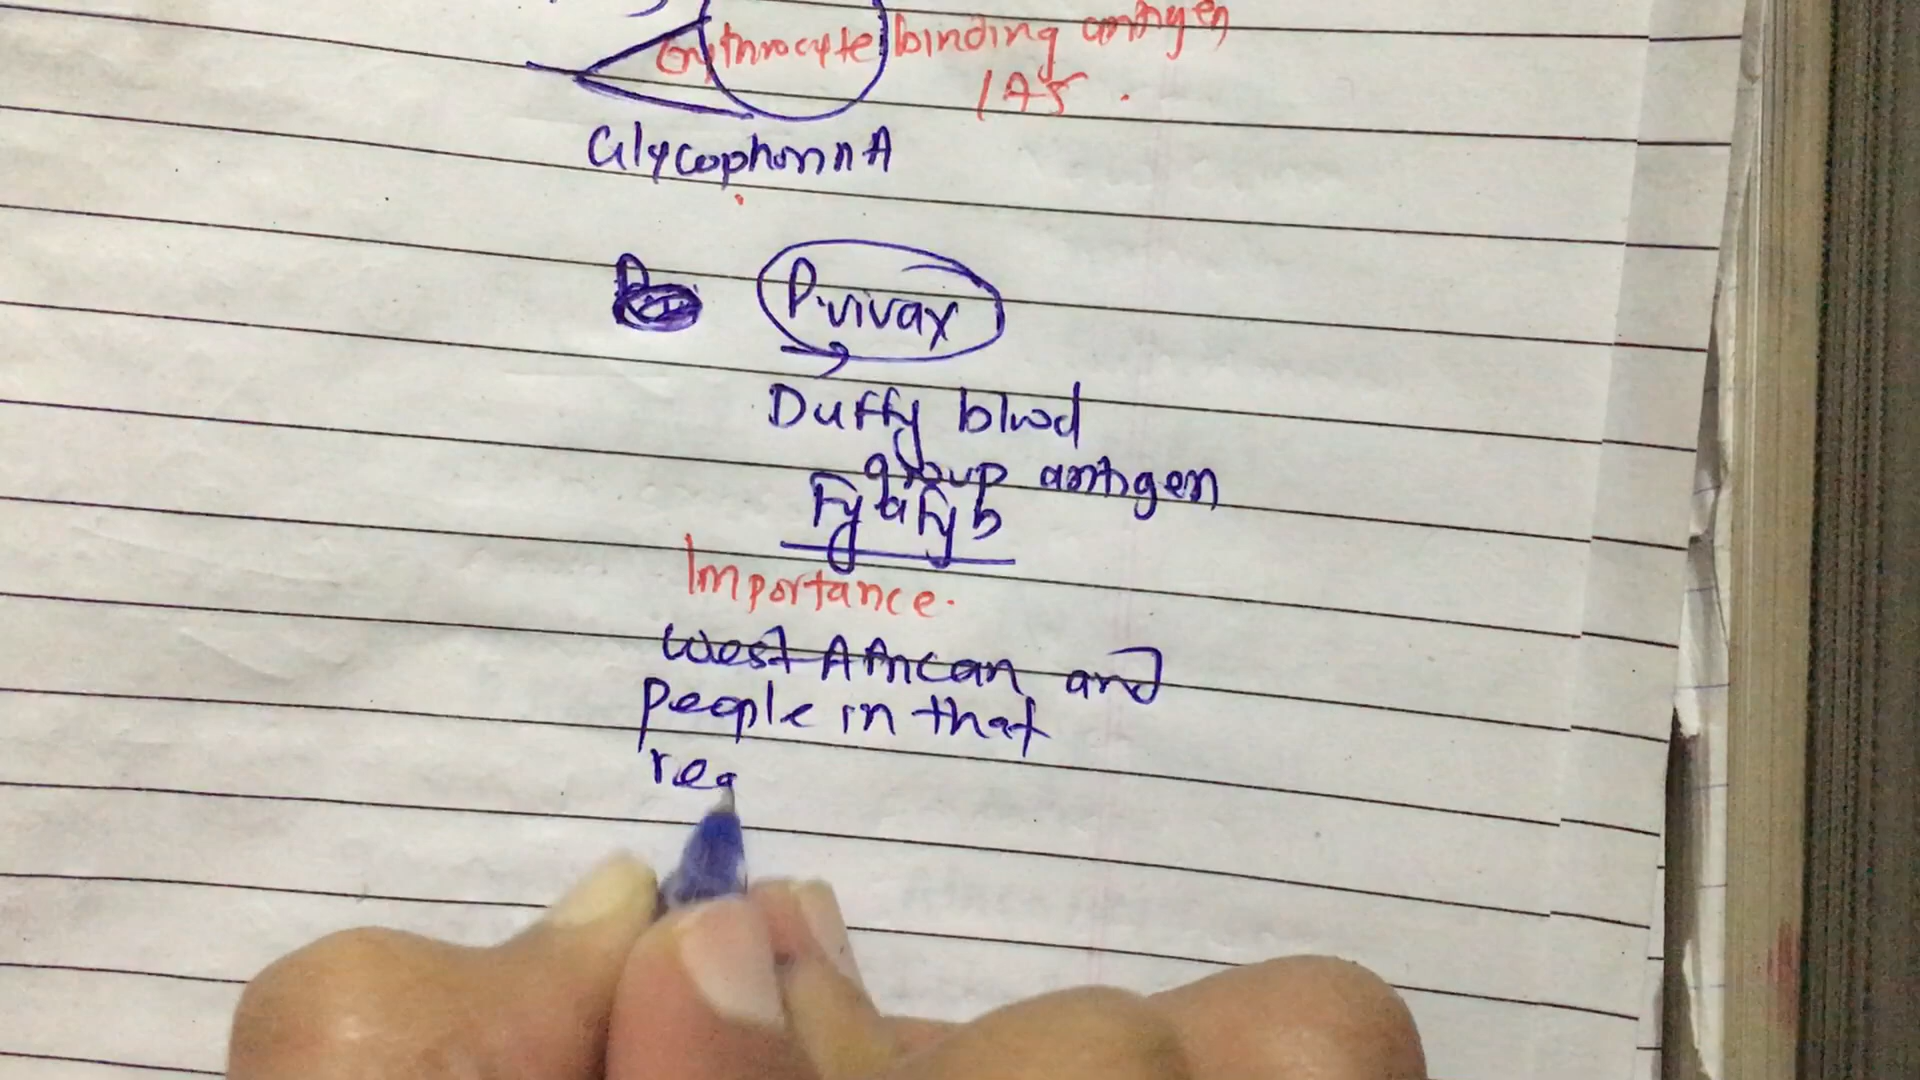 Erythrocyte binding antigen
175.
Glycophorin A
P.vivax
Duffy blood
group antigen
Fya Fyb
Importance.
West African and
people in that
reg